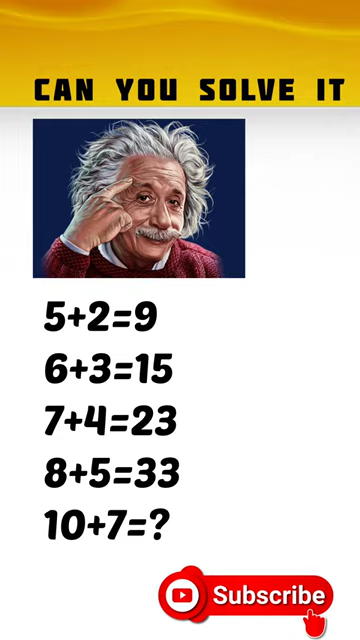 CAN YOU SOLVE IT
5+2=9
6+3=15
7+4=23
8+5=33
10+7=?
Subscribe